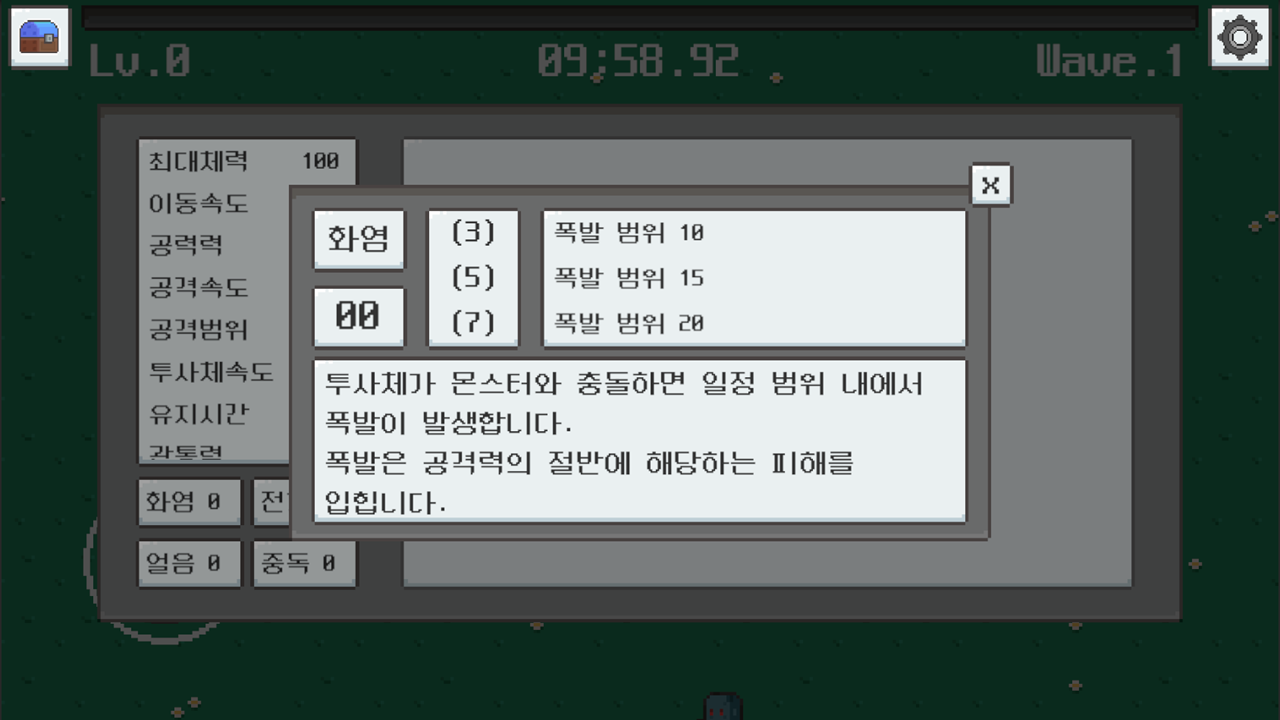 Lv.0
09;58.92
Wave.1
최대체력 100
이동속도
공력력
공격속도
공격범위
투사체속도
유지시간
관통력
화염 0
전
얼음 0
중독 0
x
화염
00
(3) 폭발 범위 10
(5) 폭발 범위 15
(7) 폭발 범위 20
투사체가 몬스터와 충돌하면 일정 범위 내에서
폭발이 발생합니다.
폭발은 공격력의 절반에 해당하는 피해를
입힙니다.